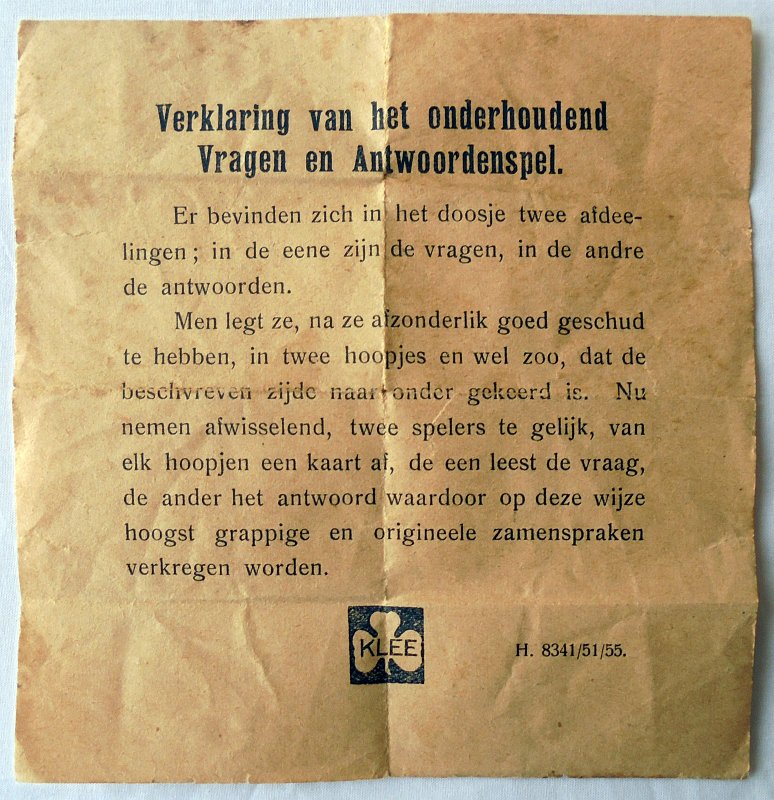 Verklaring van het onderhoudend
Vragen en Antwoordenspel.
Er bevinden zich in het doosje twee afdee-
lingen; in de eene zijn de vragen, in de andre
de antwoorden.
Men legt ze, na ze afzonderlik goed geschud
te hebben, in twee hoopjes en wel zoo, dat de
beschvreven zijde naar onder gekeerd is. Nu
nemen afwisselend, twee spelers te gelijk, van
elk hoopjen een kaart af, de een leest de vraag,
de ander het antwoord waardoor op deze wijze
hoogst grappige en origineele zamenspraken
verkregen worden.
KLEE
H. 8341/51/55.